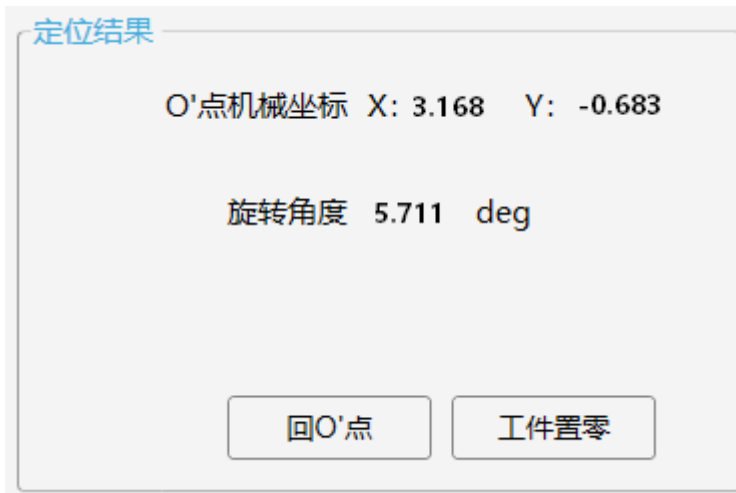 定位结果
O'点机械坐标 X: 3.168 Y: -0.683
旋转角度 5.711 deg
回O'点 工件置零